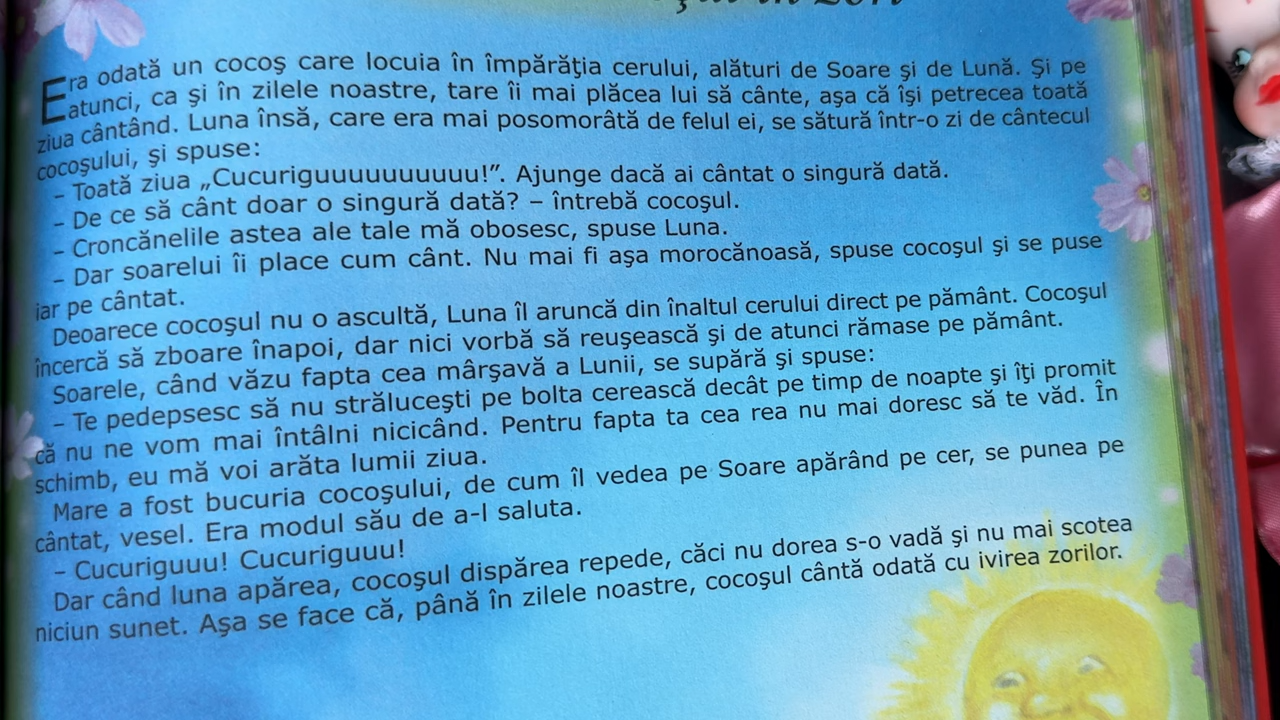 în zori
Era odată un cocoş care locuia în împărăţia cerului, alături de Soare şi de Lună. Şi pe
atunci, ca şi în zilele noastre, tare îi mai plăcea lui să cânte, aşa că îşi petrecea toată
ziua cântând. Luna însă, care era mai posomorâtă de felul ei, se sătură într-o zi de cântecul
cocoşului, şi spuse:
– Toată ziua „Cucuriguuuuuuuuuu!”. Ajunge dacă ai cântat o singură dată.
– De ce să cânt doar o singură dată? – întrebă cocoşul.
– Croncănelile astea ale tale mă obosesc, spuse Luna.
– Dar soarelui îi place cum cânt. Nu mai fi aşa morocănoasă, spuse cocoşul şi se puse
iar pe cântat.
Deoarece cocoşul nu o ascultă, Luna îl aruncă din înaltul cerului direct pe pământ. Cocoşul
încercă să zboare înapoi, dar nici vorbă să reuşească şi de atunci rămase pe pământ.
Soarele, când văzu fapta cea mârşavă a Lunii, se supără şi spuse:
– Te pedepsesc să nu străluceşti pe bolta cerească decât pe timp de noapte şi îţi promit
că nu ne vom mai întâlni nicicând. Pentru fapta ta cea rea nu mai doresc să te văd. În
schimb, eu mă voi arăta lumii ziua.
Mare a fost bucuria cocoşului, de cum îl vedea pe Soare apărând pe cer, se punea pe
cântat, vesel. Era modul său de a-l saluta.
– Cucuriguuu! Cucuriguuu!
Dar când luna apărea, cocoşul dispărea repede, căci nu dorea s-o vadă şi nu mai scotea
niciun sunet. Aşa se face că, până în zilele noastre, cocoşul cântă odată cu ivirea zorilor.